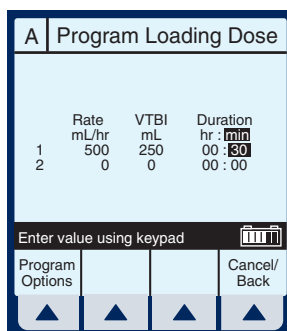 A Program Loading Dose
Rate VTBI Duration
mL/hr mL hr : min
1 500 250 00 : 30
2 0 0 00 : 00
Enter value using keypad
Program Options
Cancel/ Back